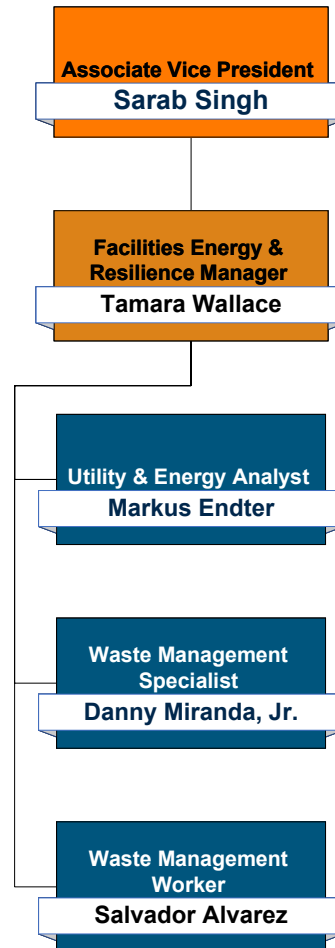 Associate Vice President
Sarab Singh
Facilities Energy &
Resilience Manager
Tamara Wallace
Utility & Energy Analyst
Markus Endter
Waste Management
Specialist
Danny Miranda, Jr.
Waste Management
Worker
Salvador Alvarez